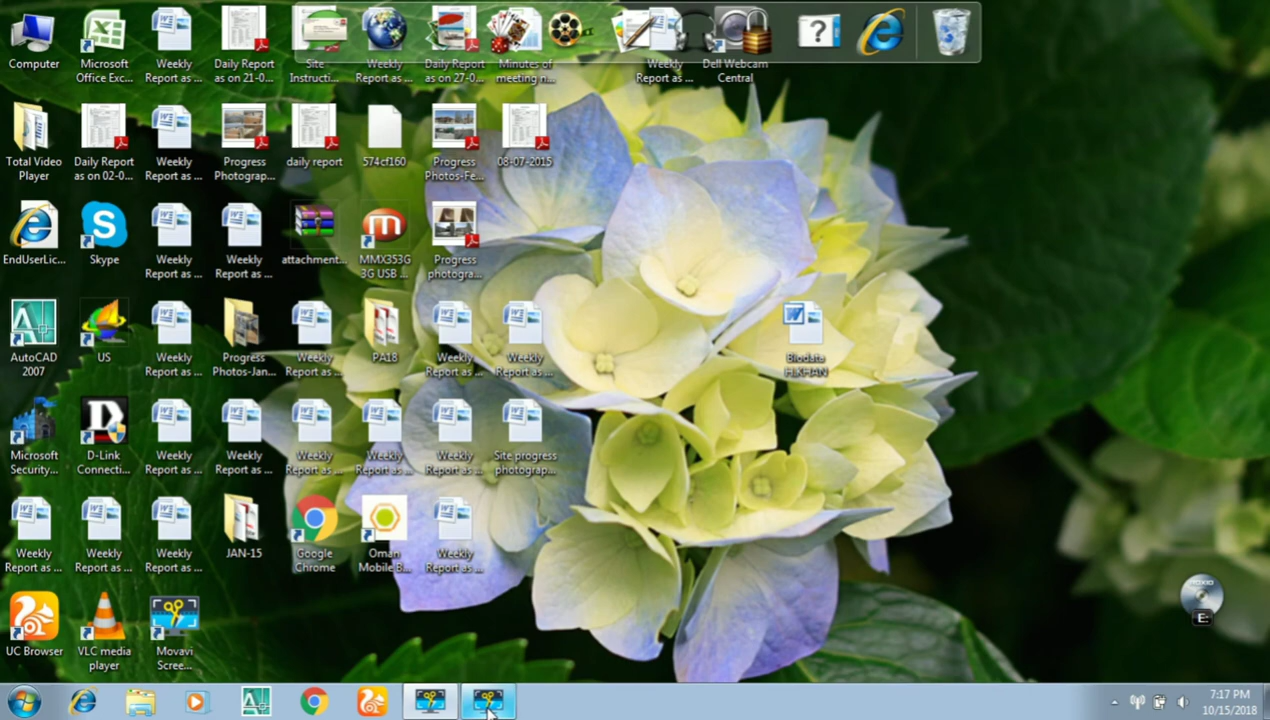 Computer
Microsoft
Office Exc...
Weekly
Report as ...
Daily Report
as on 21-0...
Site
Instructi...
Weekly
Report as ...
Daily Report
as on 27-0...
Minutes of
meeting n...
Weekly
Report as ...
Dell Webcam
Central
Total Video
Player
Daily Report
as on 02-0...
Weekly
Report as ...
Progress
Photograp...
daily report
574cf160
Progress
Photos-Fe...
08-07-2015
EndUserLic...
Skype
Weekly
Report as ...
Weekly
Report as ...
attachment...
MMX353G
3G USB ...
Progress
photogra...
AutoCAD
2007
US
Weekly
Report as ...
Progress
Photos-Jan...
Weekly
Report as ...
PA18
Weekly
Report as ...
Weekly
Report as ...
Biodata
H.KHAN
Microsoft
Security...
D-Link
Connecti...
Weekly
Report as ...
Weekly
Report as ...
Weekly
Report as ...
Weekly
Report as ...
Weekly
Report as ...
Site progress
photograp...
Weekly
Report as ...
Weekly
Report as ...
Weekly
Report as ...
JAN-15
Google
Chrome
Oman
Mobile B...
Weekly
Report as ...
ROXIO
E:
UC Browser
VLC media
player
Movavi
Scree...
7:17 PM
10/15/2018